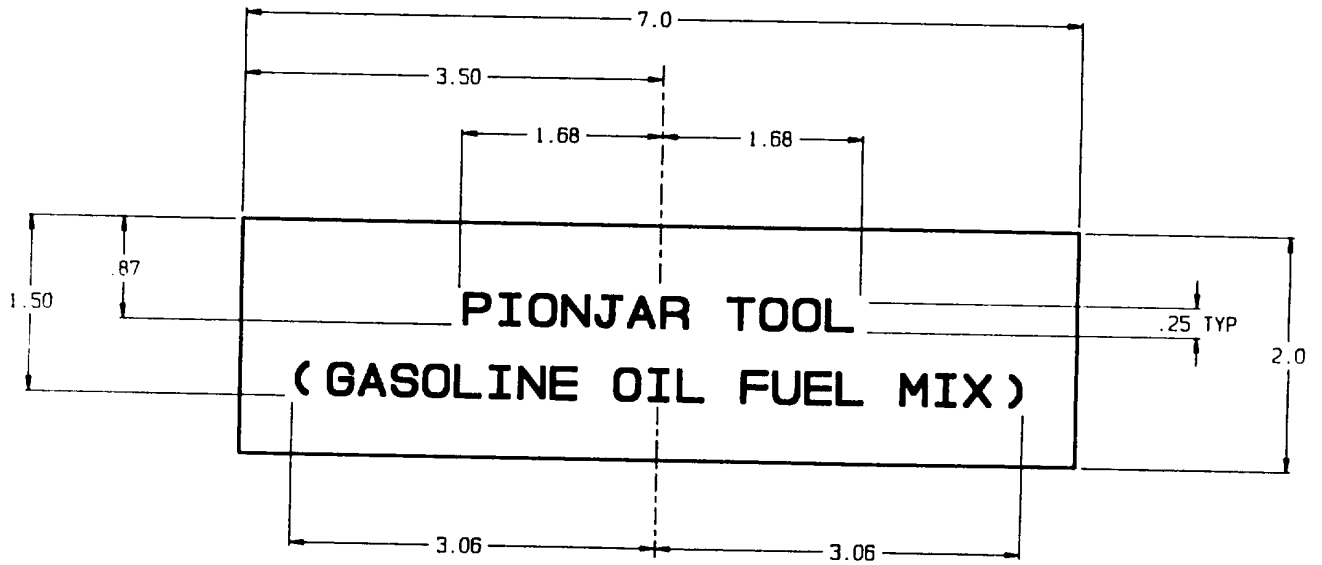 7.0
3.50
1.68 1.68
.87
1.50
PIONJAR TOOL
.25 TYP
2.0
(GASOLINE OIL FUEL MIX)
3.06 3.06